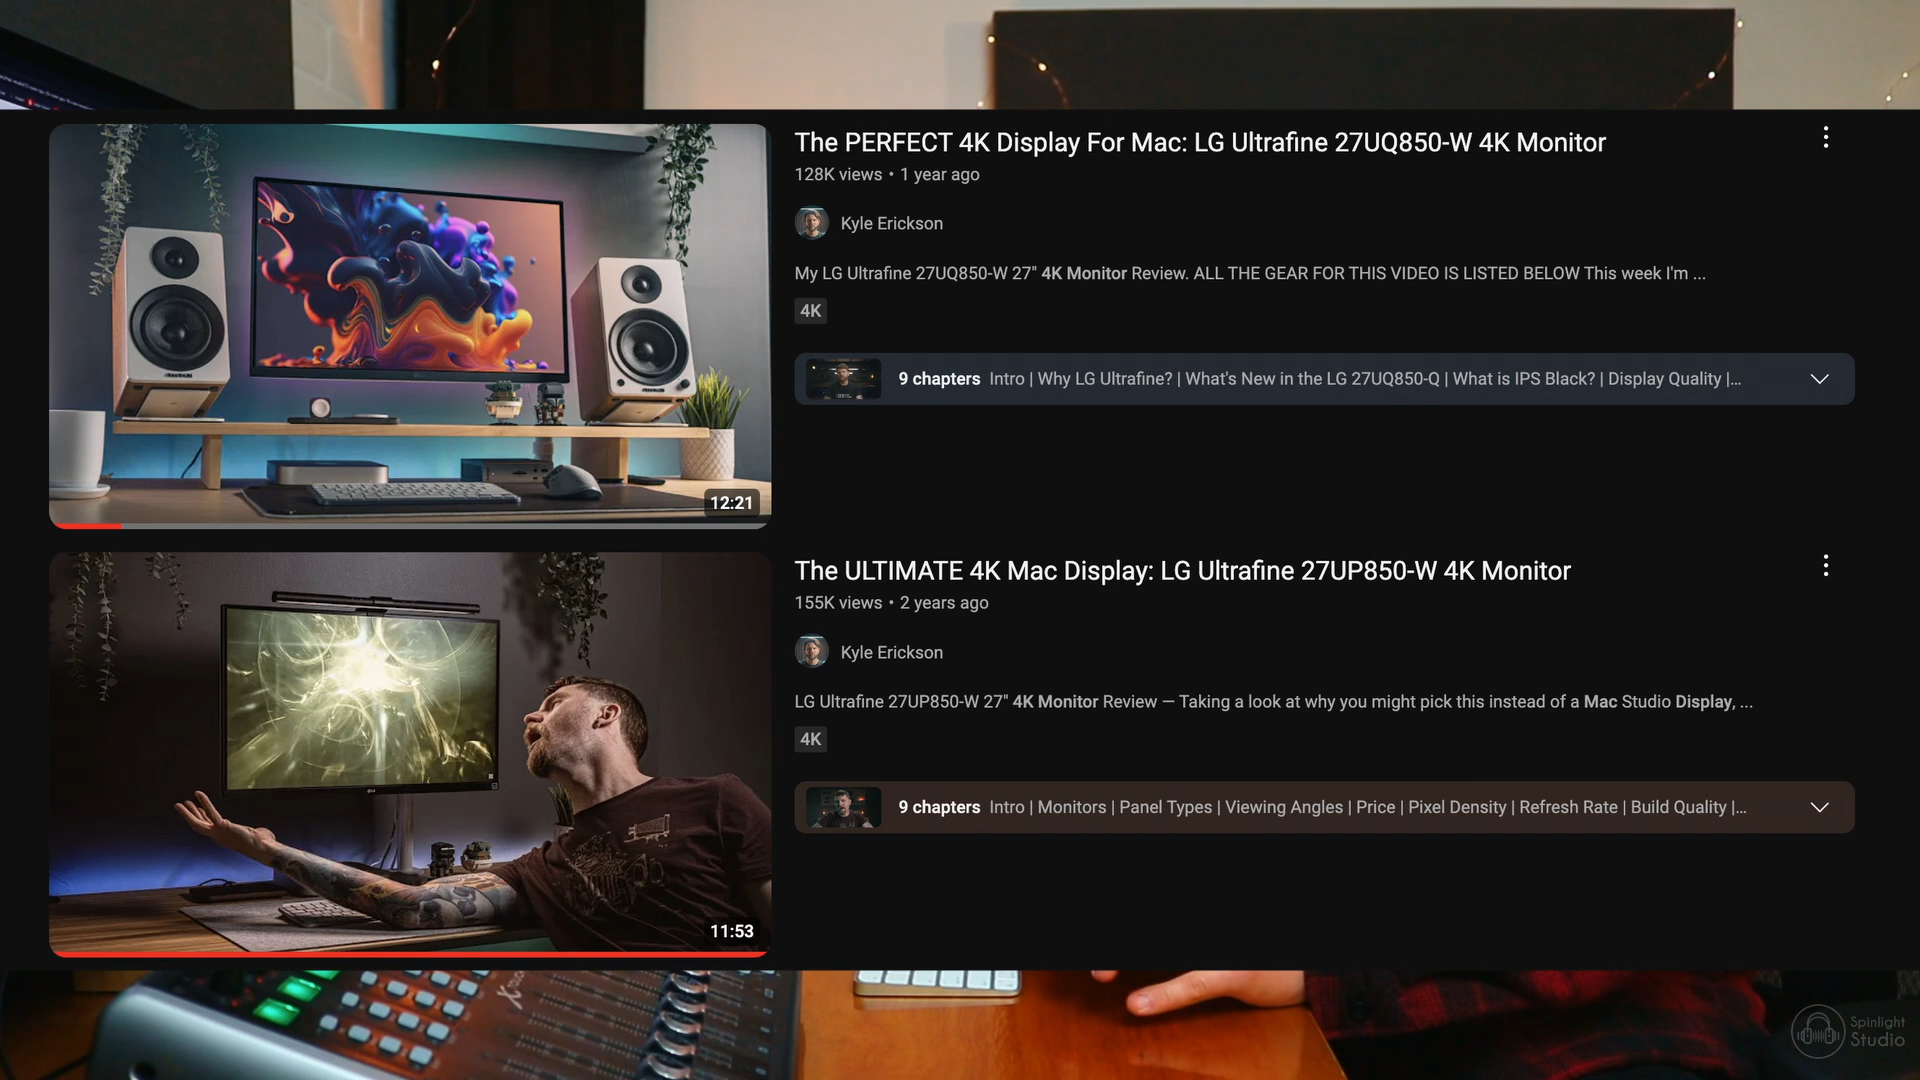 The PERFECT 4K Display For Mac: LG Ultrafine 27UQ850-W 4K Monitor
128K views • 1 year ago
Kyle Erickson
My LG Ultrafine 27UQ850-W 27" 4K Monitor Review. ALL THE GEAR FOR THIS VIDEO IS LISTED BELOW This week I'm ...
4K
9 chapters Intro | Why LG Ultrafine? | What's New in the LG 27UQ850-Q | What is IPS Black? | Display Quality |...
12:21
The ULTIMATE 4K Mac Display: LG Ultrafine 27UP850-W 4K Monitor
155K views • 2 years ago
Kyle Erickson
LG Ultrafine 27UP850-W 27" 4K Monitor Review — Taking a look at why you might pick this instead of a Mac Studio Display, ...
4K
9 chapters Intro | Monitors | Panel Types | Viewing Angles | Price | Pixel Density | Refresh Rate | Build Quality |...
11:53
Spinlight
Studio